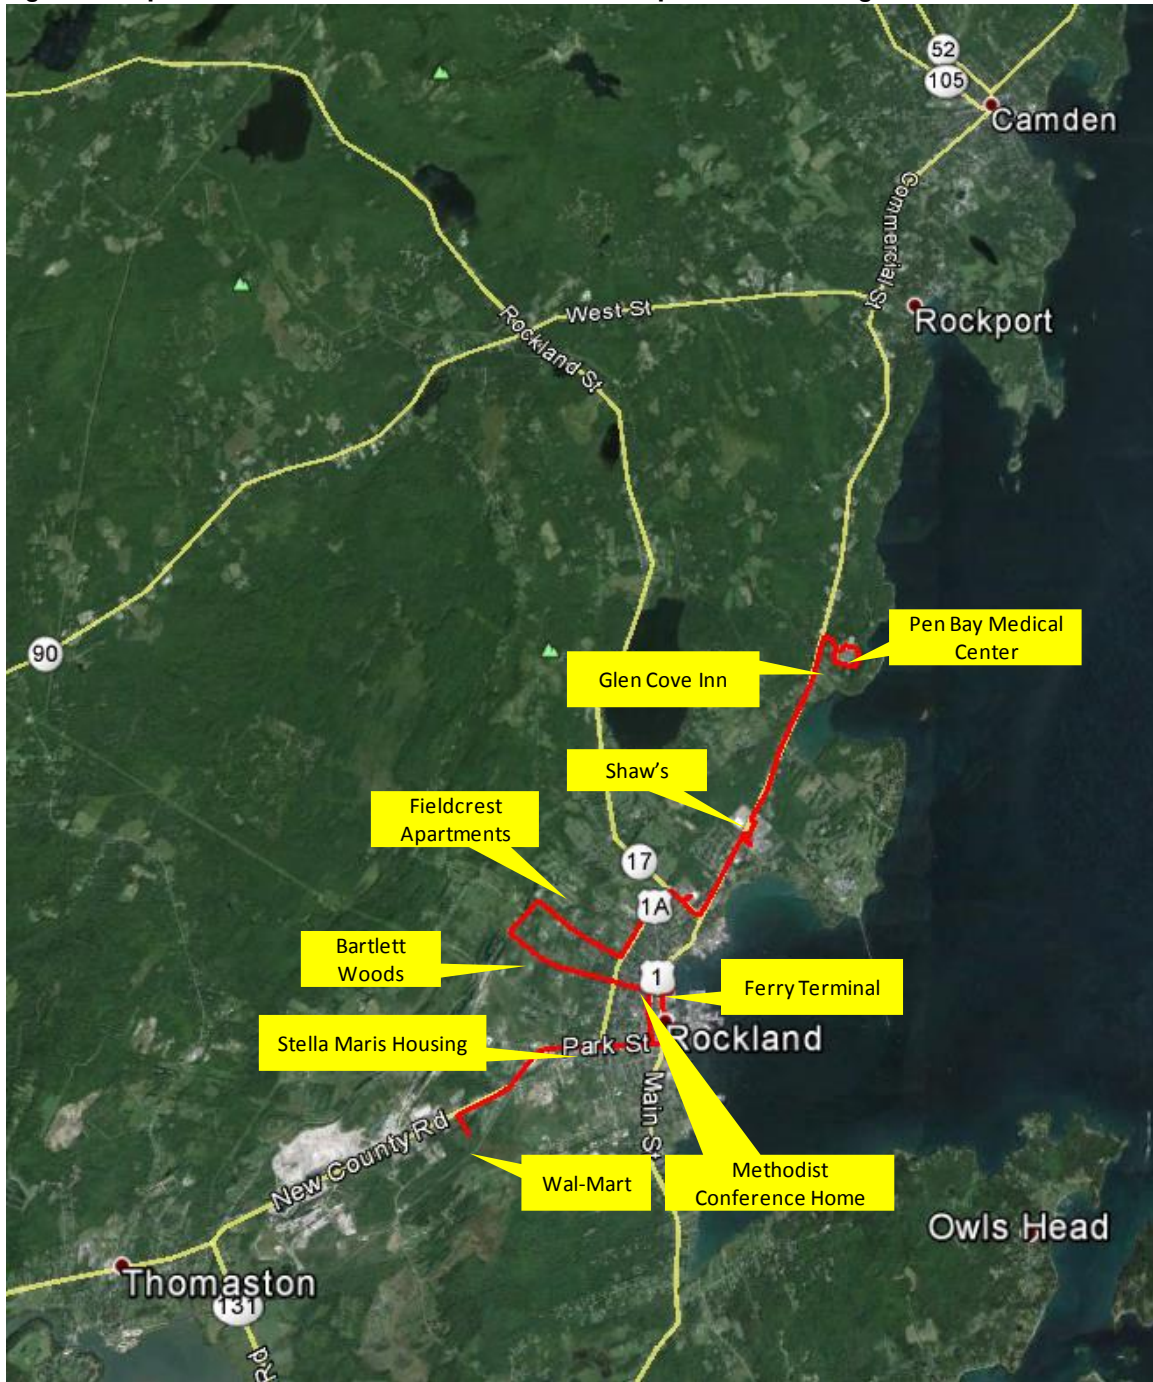 52
105
Camden
Commercial St
West St
Rockport
Rockland St
90
Pen Bay Medical
Center
Glen Cove Inn
Shaw's
Fieldcrest
Apartments
17
1A
Bartlett
Woods
1
Ferry Terminal
Stella Maris Housing
Park St
Rockland
Main St
New County Rd
Wal-Mart
Methodist
Conference Home
Owls Head
Thomaston
131
Rd